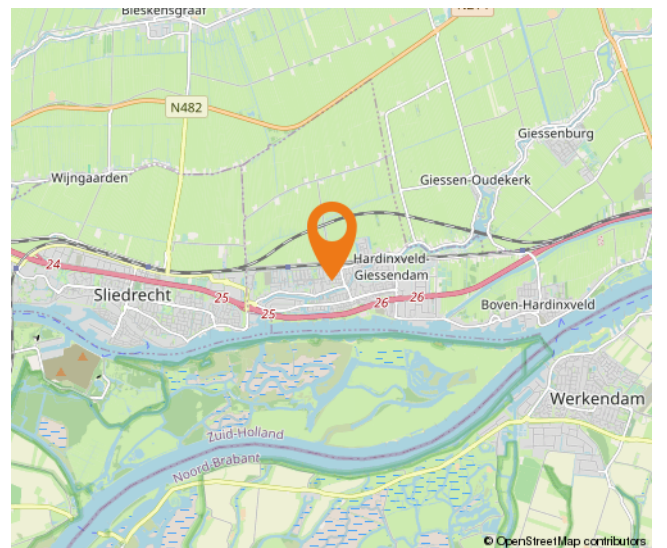 Bleskensgraaf
N482
Giessenburg
Wijngaarden
Giessen-Oudekerk
Hardinxveld-
Giessendam
24
Sliedrecht
25
25
26
26
Boven-Hardinxveld
Werkendam
Zuid-Holland
Noord-Brabant
© OpenStreetMap contributors